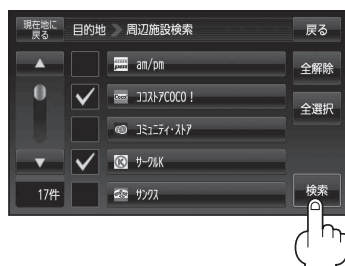 現在地に
戻る
目的地
周辺施設検索
戻る
▲
am/pm
全解除
ココストアCOCO！
全選択
コミュニティ・ストア
▼
サークルK
17件
サンクス
検索